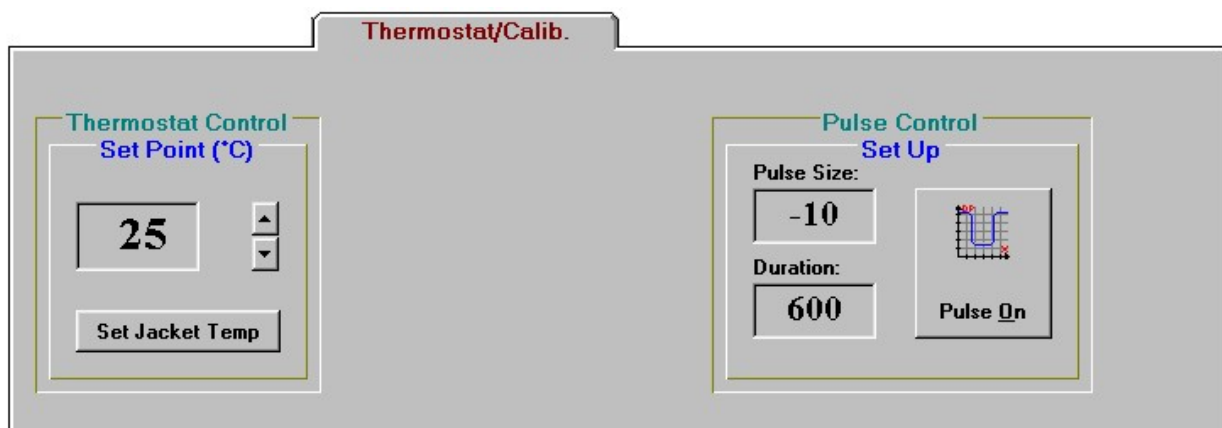 Thermostat/Calib.
Thermostat Control
Set Point (°C)
25
Set Jacket Temp
Pulse Control
Set Up
Pulse Size:
-10
Duration:
600
DP
X
Pulse On